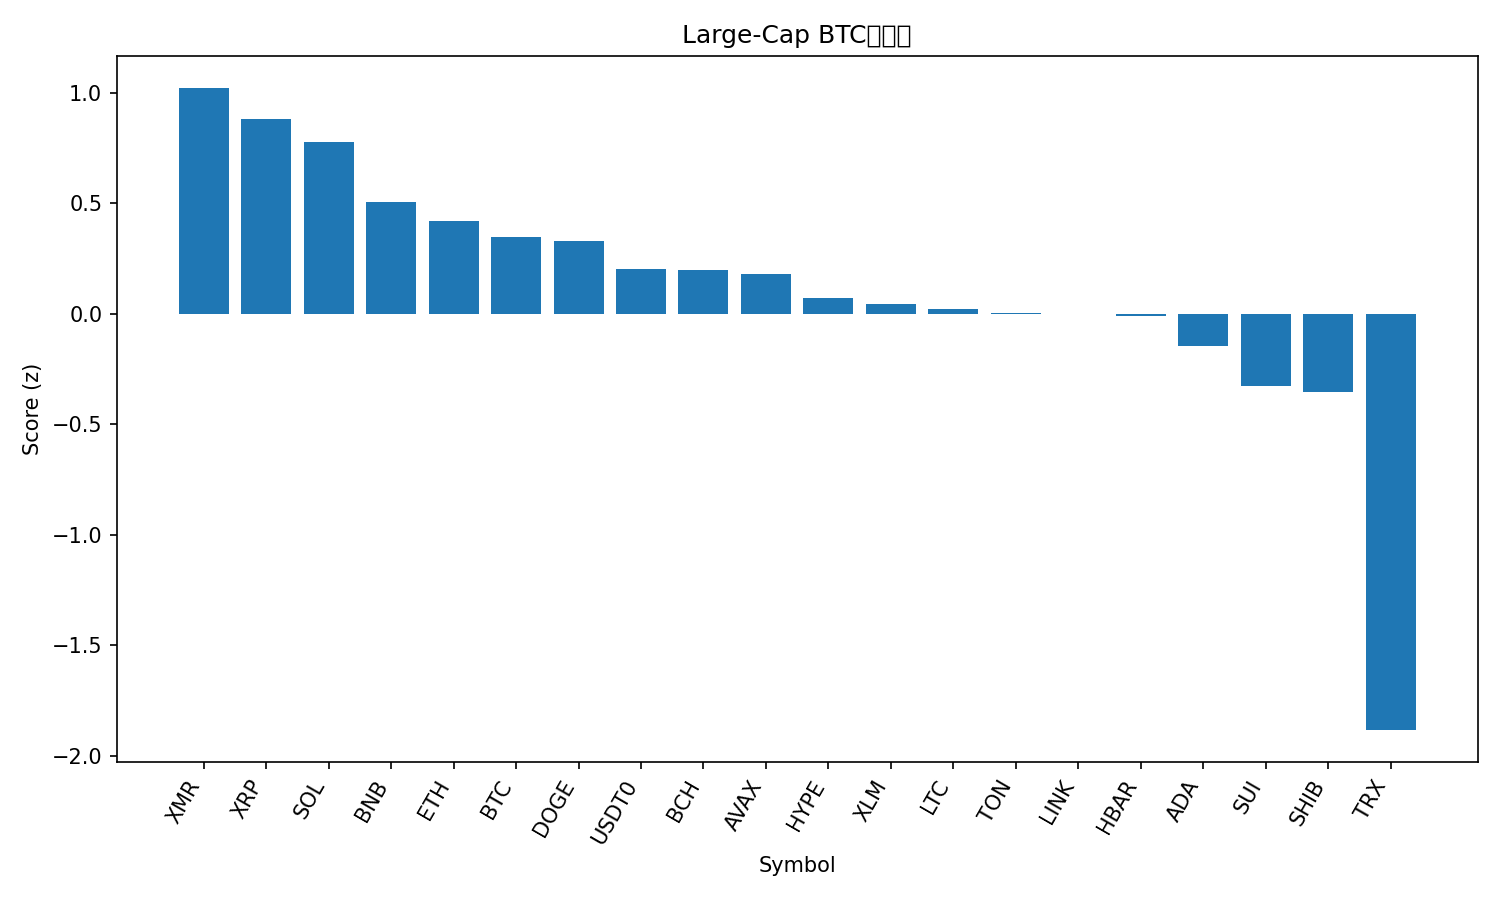 Large-Cap BTC
1.0
0.5
0.0
−0.5
−1.0
−1.5
−2.0
Score (z)
XMR
XRP
SOL
BNB
ETH
BTC
DOGE
USDT0
BCH
AVAX
HYPE
XLM
LTC
TON
LINK
HBAR
ADA
SUI
SHIB
TRX
Symbol